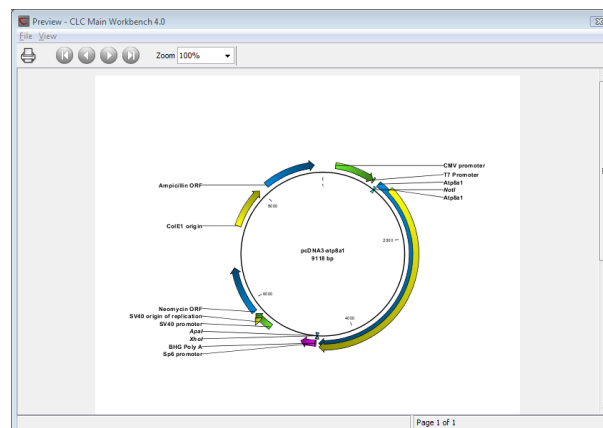 Preview - CLC Main Workbench 4.0
File View
Zoom 100%
CMV promoter
T7 Promoter
Atp8a1
NotI
Atp8a1
Ampicillin ORF
ColE1 origin
1
8000
2000
pcDNA3-atp8a1
9118 bp
6000
4000
Neomycin ORF
SV40 origin of replication
SV40 promoter
ApaI
XhoI
BHG Poly A
Sp6 promoter
Page 1 of 1